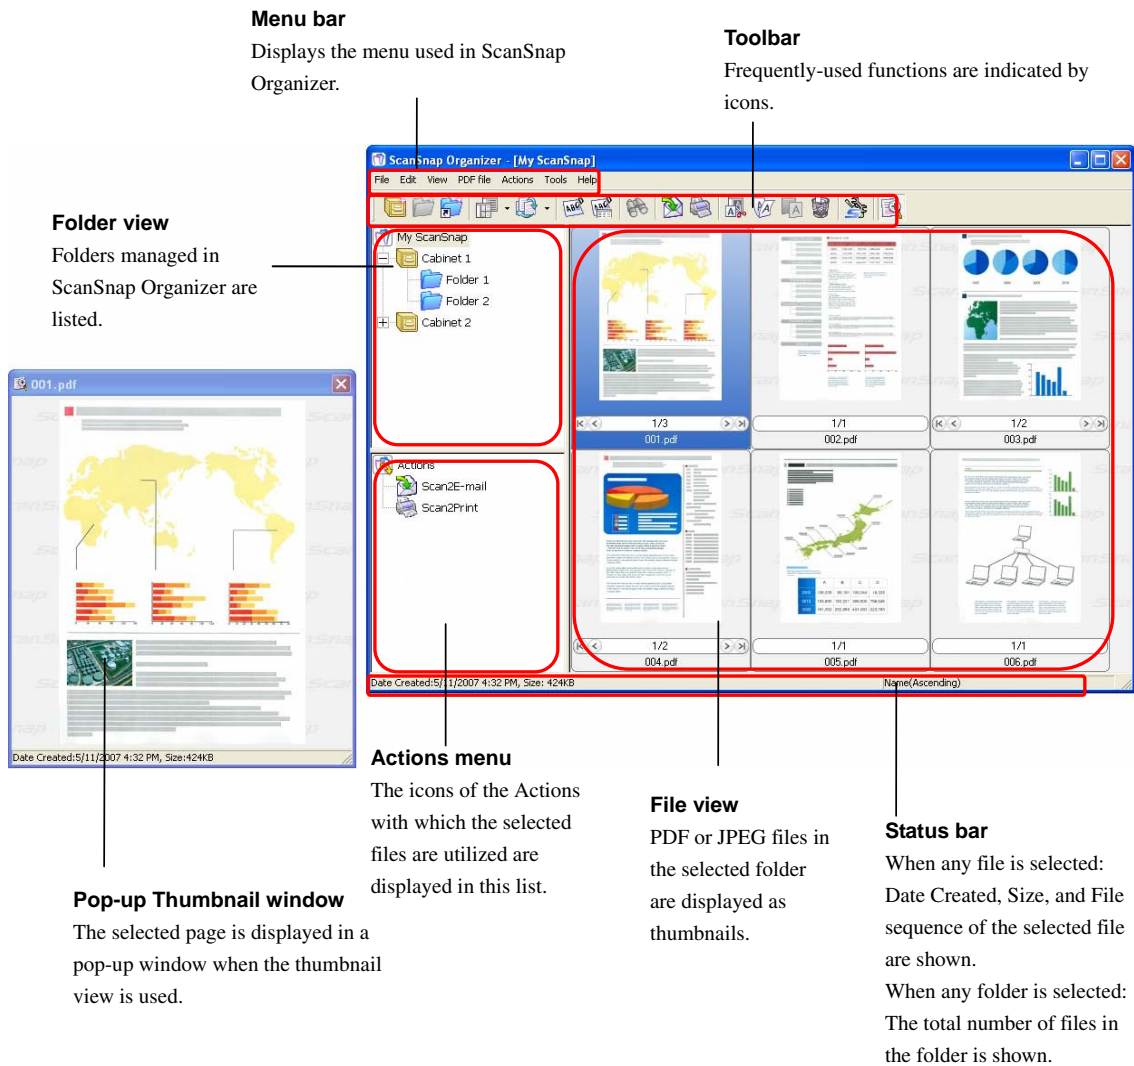 Menu bar
Displays the menu used in ScanSnap
Organizer.
Toolbar
Frequently-used functions are indicated by
icons.
ScanSnap Organizer - [My ScanSnap]
File Edit View PDF file Actions Tools Help
Folder view
Folders managed in
ScanSnap Organizer are
listed.
My ScanSnap
Cabinet 1
Folder 1
Folder 2
Cabinet 2
1/3
001.pdf
1/1
002.pdf
1/2
003.pdf
001.pdf
Actions
Scan2E-mail
Scan2Print
1/2
004.pdf
1/1
005.pdf
1/1
006.pdf
Date Created:5/11/2007 4:32 PM, Size: 424KB
Name(Ascending)
Date Created:5/11/2007 4:32 PM, Size:424KB
Actions menu
The icons of the Actions
with which the selected
files are utilized are
displayed in this list.
File view
PDF or JPEG files in
the selected folder
are displayed as
thumbnails.
Status bar
When any file is selected:
Date Created, Size, and File
sequence of the selected file
are shown.
When any folder is selected:
The total number of files in
the folder is shown.
Pop-up Thumbnail window
The selected page is displayed in a
pop-up window when the thumbnail
view is used.